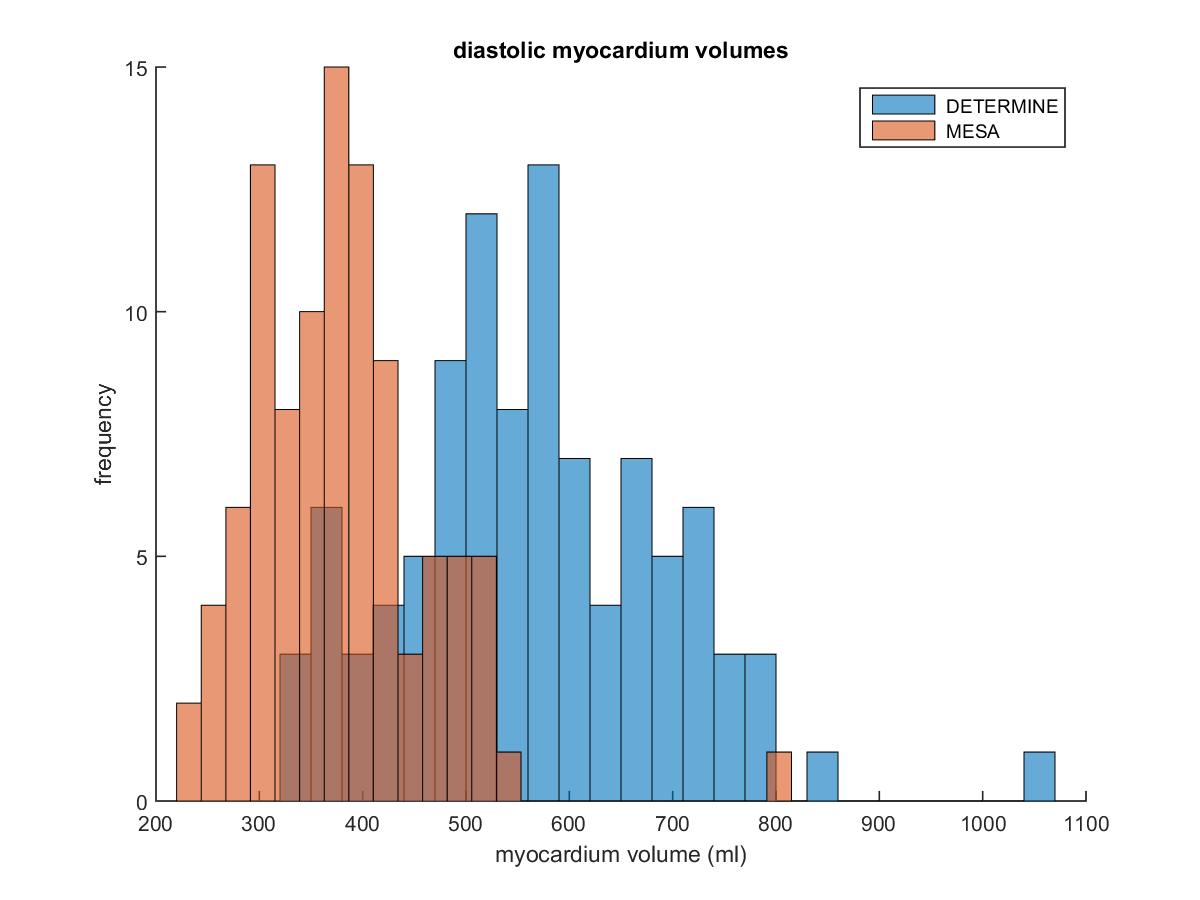 diastolic myocardium volumes
DETERMINE
MESA
15
10
5
0
frequency
200 300 400 500 600 700 800 900 1000 1100
myocardium volume (ml)